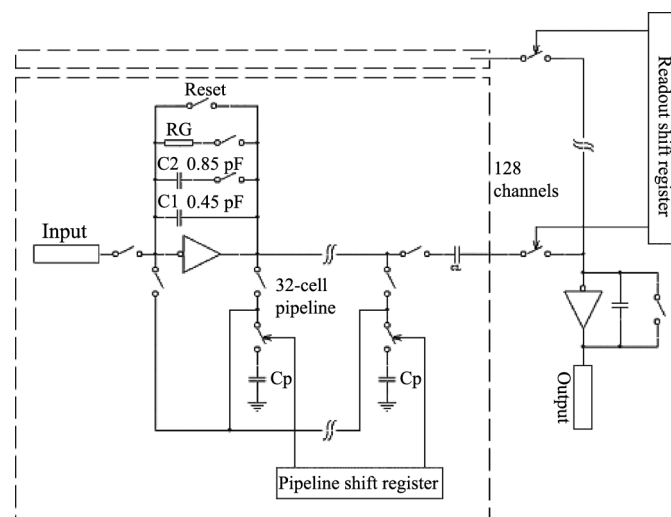 Reset
RG
C2 0.85 pF
C1 0.45 pF
Input
32-cell
pipeline
Cp
Cp
Pipeline shift register
128
channels
Readout shift
register
Output